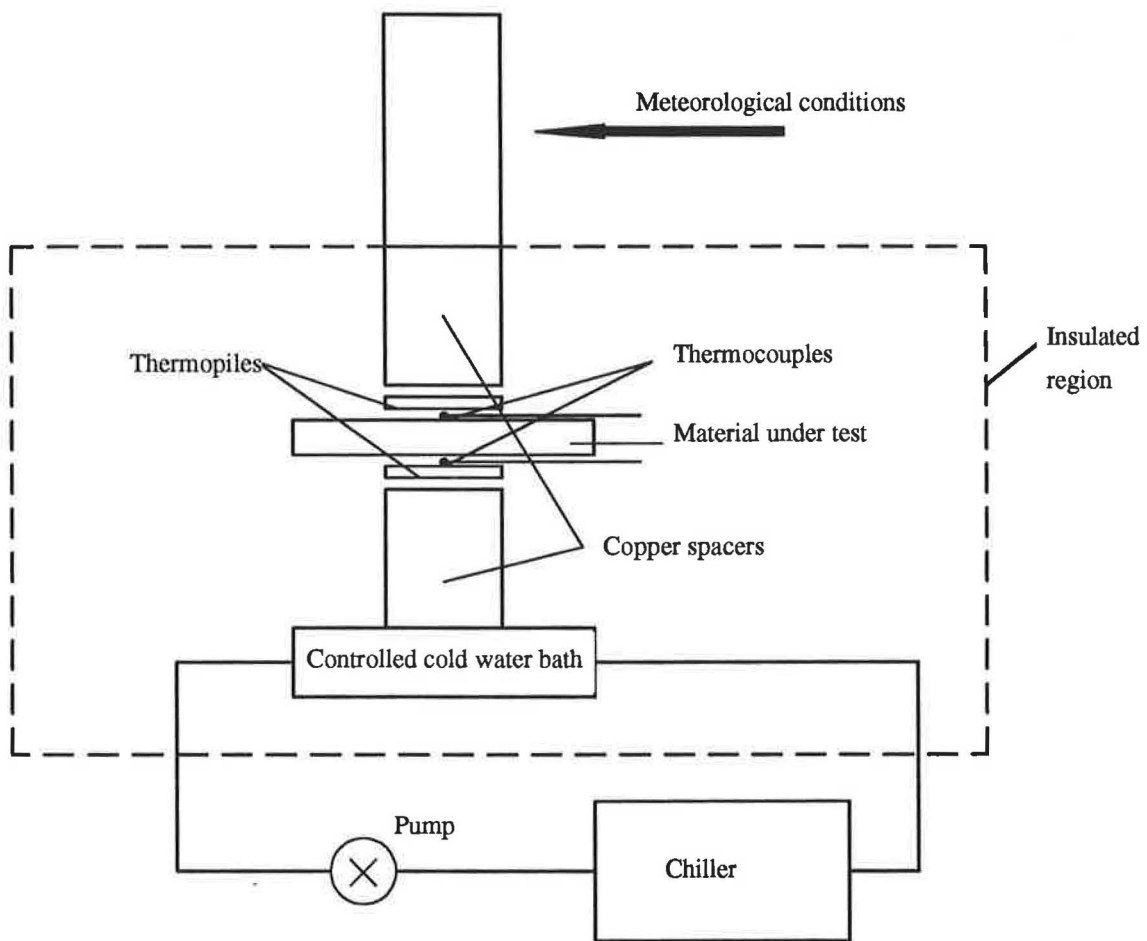 Meteorological conditions
Insulated
region
Thermopiles
Thermocouples
Material under test
Copper spacers
Controlled cold water bath
Pump
Chiller